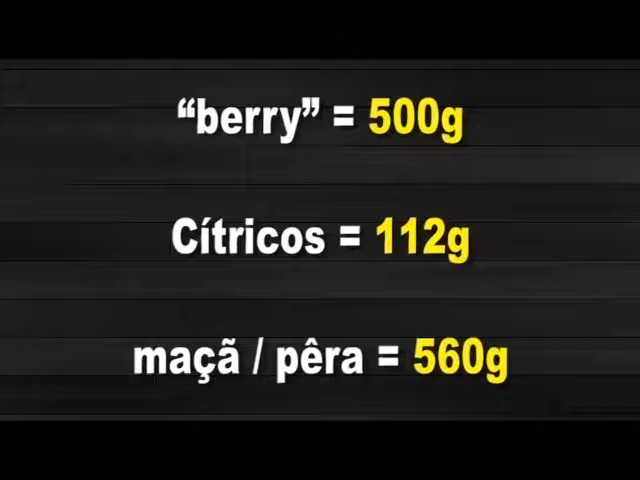 “berry” = 500g
Cítricos = 112g
maçã / pêra = 560g